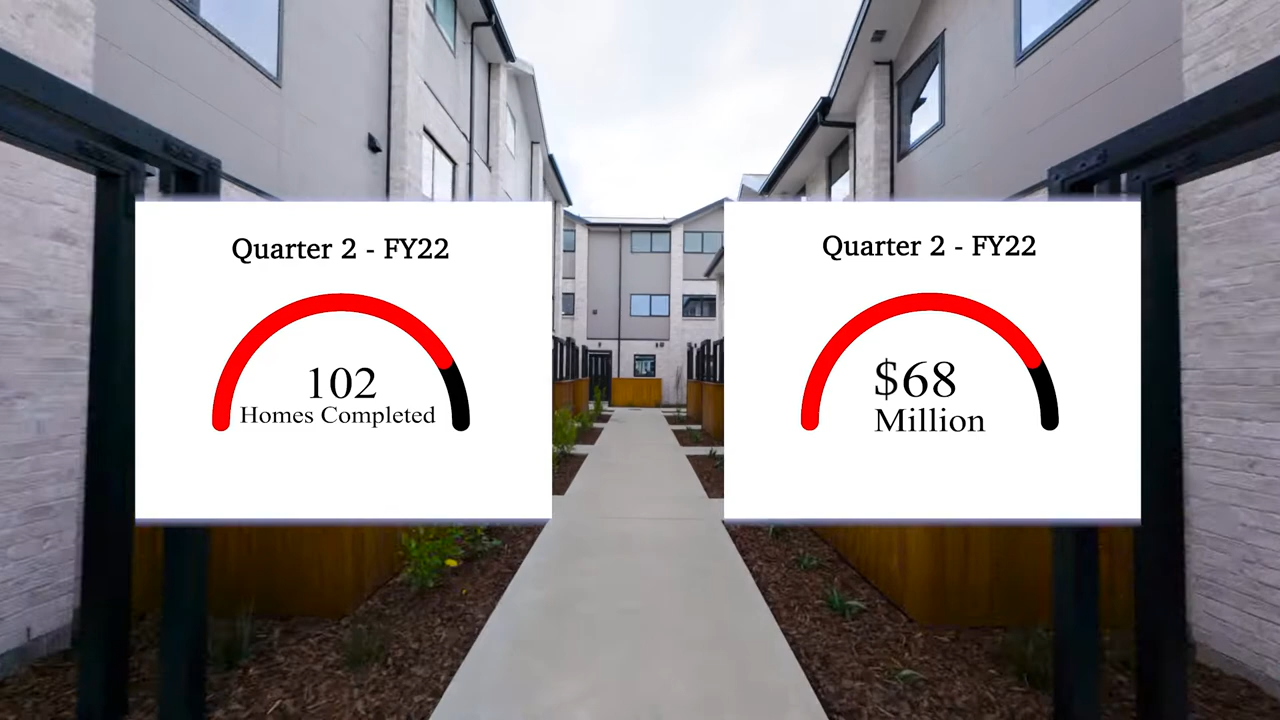 Quarter 2 - FY22
102
Homes Completed
Quarter 2 - FY22
$68
Million